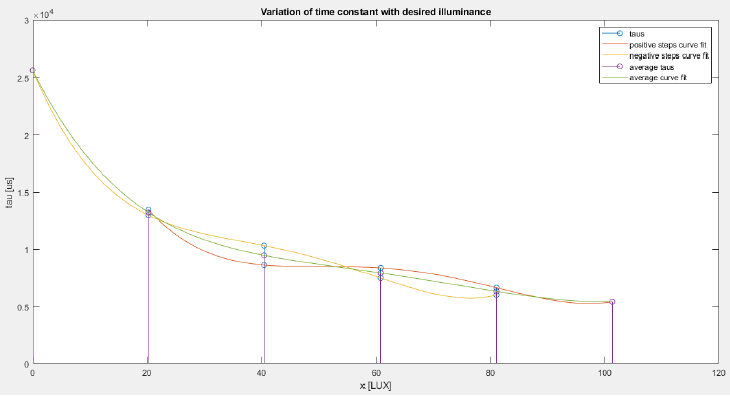 Variation of time constant with desired illuminance
×10⁴
3
2.5
2
1.5
1
0.5
0
tau [us]
0 20 40 60 80 100 120
x [LUX]
taus
positive steps curve fit
negative steps curve fit
average taus
average curve fit